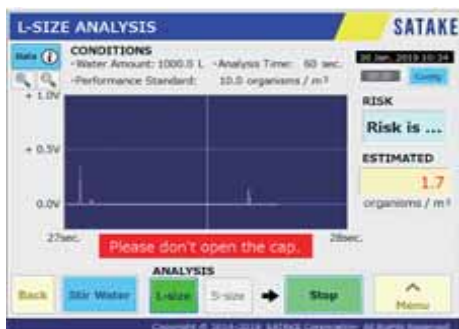 L-SIZE ANALYSIS
SATAKE
CONDITIONS
-Water Amount: 1000.0 L -Analysis Time: 60 sec.
-Performance Standard: 10.0 organisms / m³
+ 1.0V
+ 0.5V
0.0V
27sec.
28sec.
Please don't open the cap.
RISK
Risk is ...
ESTIMATED
1.7
organisms / m³
ANALYSIS
Back
Stir Water
L-size
S-size
Stop
Menu